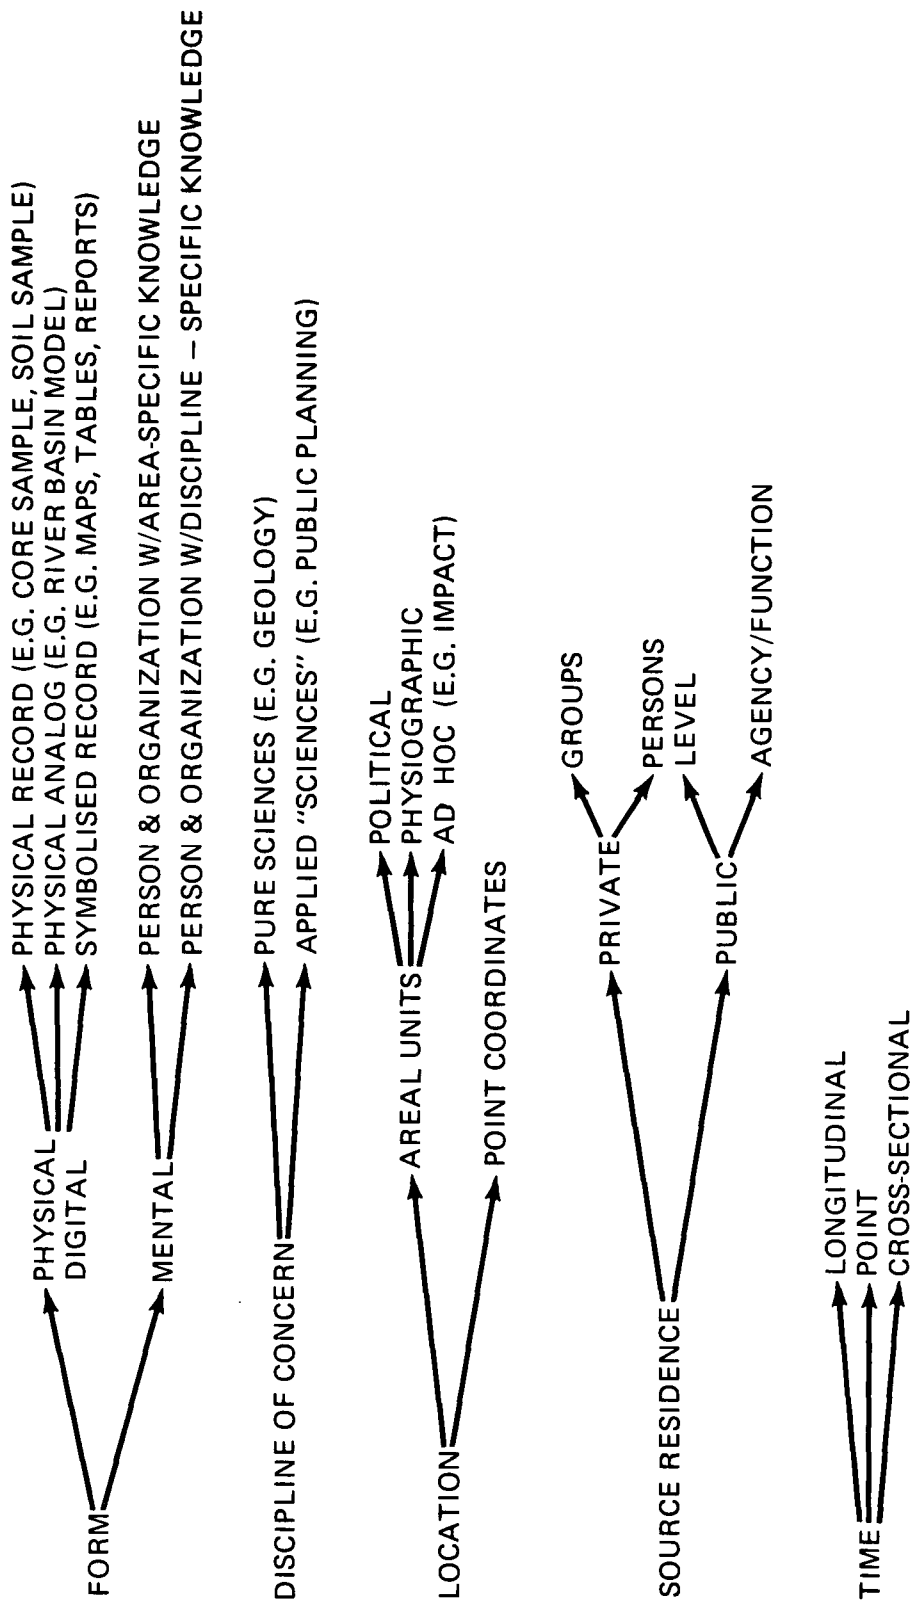 FORM
PHYSICAL
DIGITAL
PHYSICAL RECORD (E.G. CORE SAMPLE, SOIL SAMPLE)
PHYSICAL ANALOG (E.G. RIVER BASIN MODEL)
SYMBOLISED RECORD (E.G. MAPS, TABLES, REPORTS)
MENTAL
PERSON & ORGANIZATION W/AREA-SPECIFIC KNOWLEDGE
PERSON & ORGANIZATION W/DISCIPLINE – SPECIFIC KNOWLEDGE
DISCIPLINE OF CONCERN
PURE SCIENCES (E.G. GEOLOGY)
APPLIED "SCIENCES" (E.G. PUBLIC PLANNING)
LOCATION
AREAL UNITS
POLITICAL
PHYSIOGRAPHIC
AD HOC (E.G. IMPACT)
POINT COORDINATES
SOURCE RESIDENCE
PRIVATE
GROUPS
PERSONS
PUBLIC
LEVEL
AGENCY/FUNCTION
TIME
LONGITUDINAL
POINT
CROSS-SECTIONAL